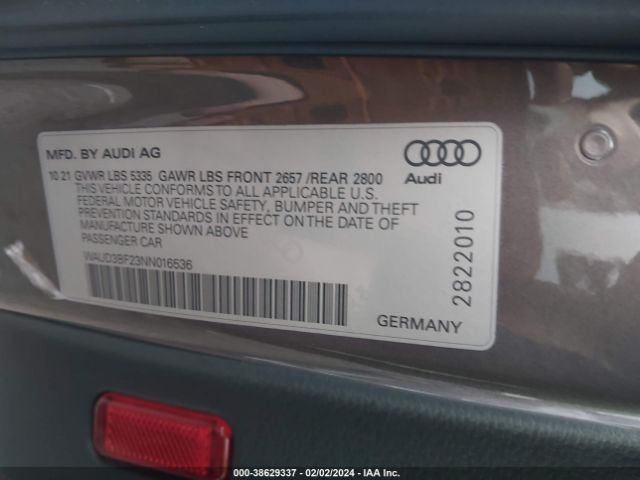 MFD. BY AUDI AG
10 21 GVWR LBS 5335 GAWR LBS FRONT 2657 /REAR 2800
THIS VEHICLE CONFORMS TO ALL APPLICABLE U.S.
FEDERAL MOTOR VEHICLE SAFETY, BUMPER AND THEFT
PREVENTION STANDARDS IN EFFECT ON THE DATE OF
MANUFACTURE SHOWN ABOVE
PASSENGER CAR
WAUD3BF23NN016536
Audi
2822010
GERMANY
000-38629337 - 02/02/2024 - IAA Inc.